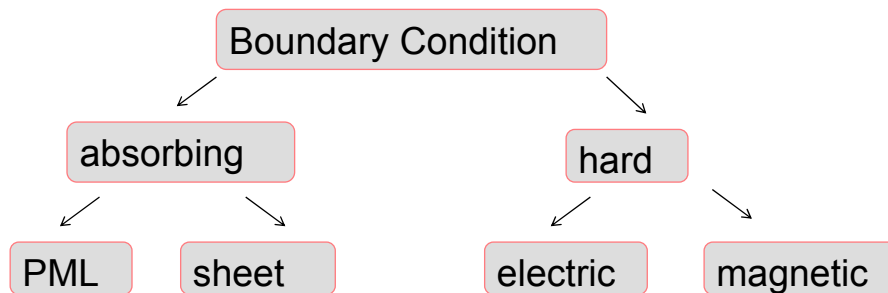 Boundary Condition
absorbing
hard
PML
sheet
electric
magnetic